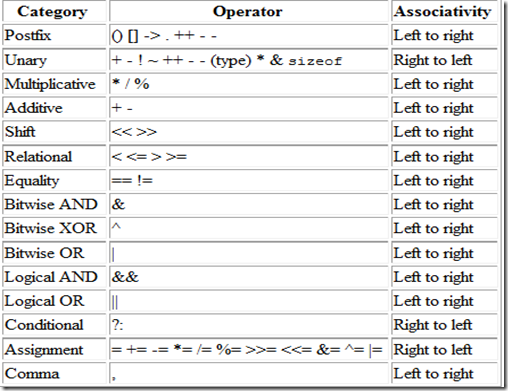 Category Operator Associativity
Postfix () [] -> . ++ - - Left to right
Unary + - ! ~ ++ - - (type) * & sizeof Right to left
Multiplicative * / % Left to right
Additive + - Left to right
Shift << >> Left to right
Relational < <= > >= Left to right
Equality == != Left to right
Bitwise AND & Left to right
Bitwise XOR ^ Left to right
Bitwise OR | Left to right
Logical AND && Left to right
Logical OR || Left to right
Conditional ?: Right to left
Assignment = += -= *= /= %= >>= <<= &= ^= |= Right to left
Comma , Left to right